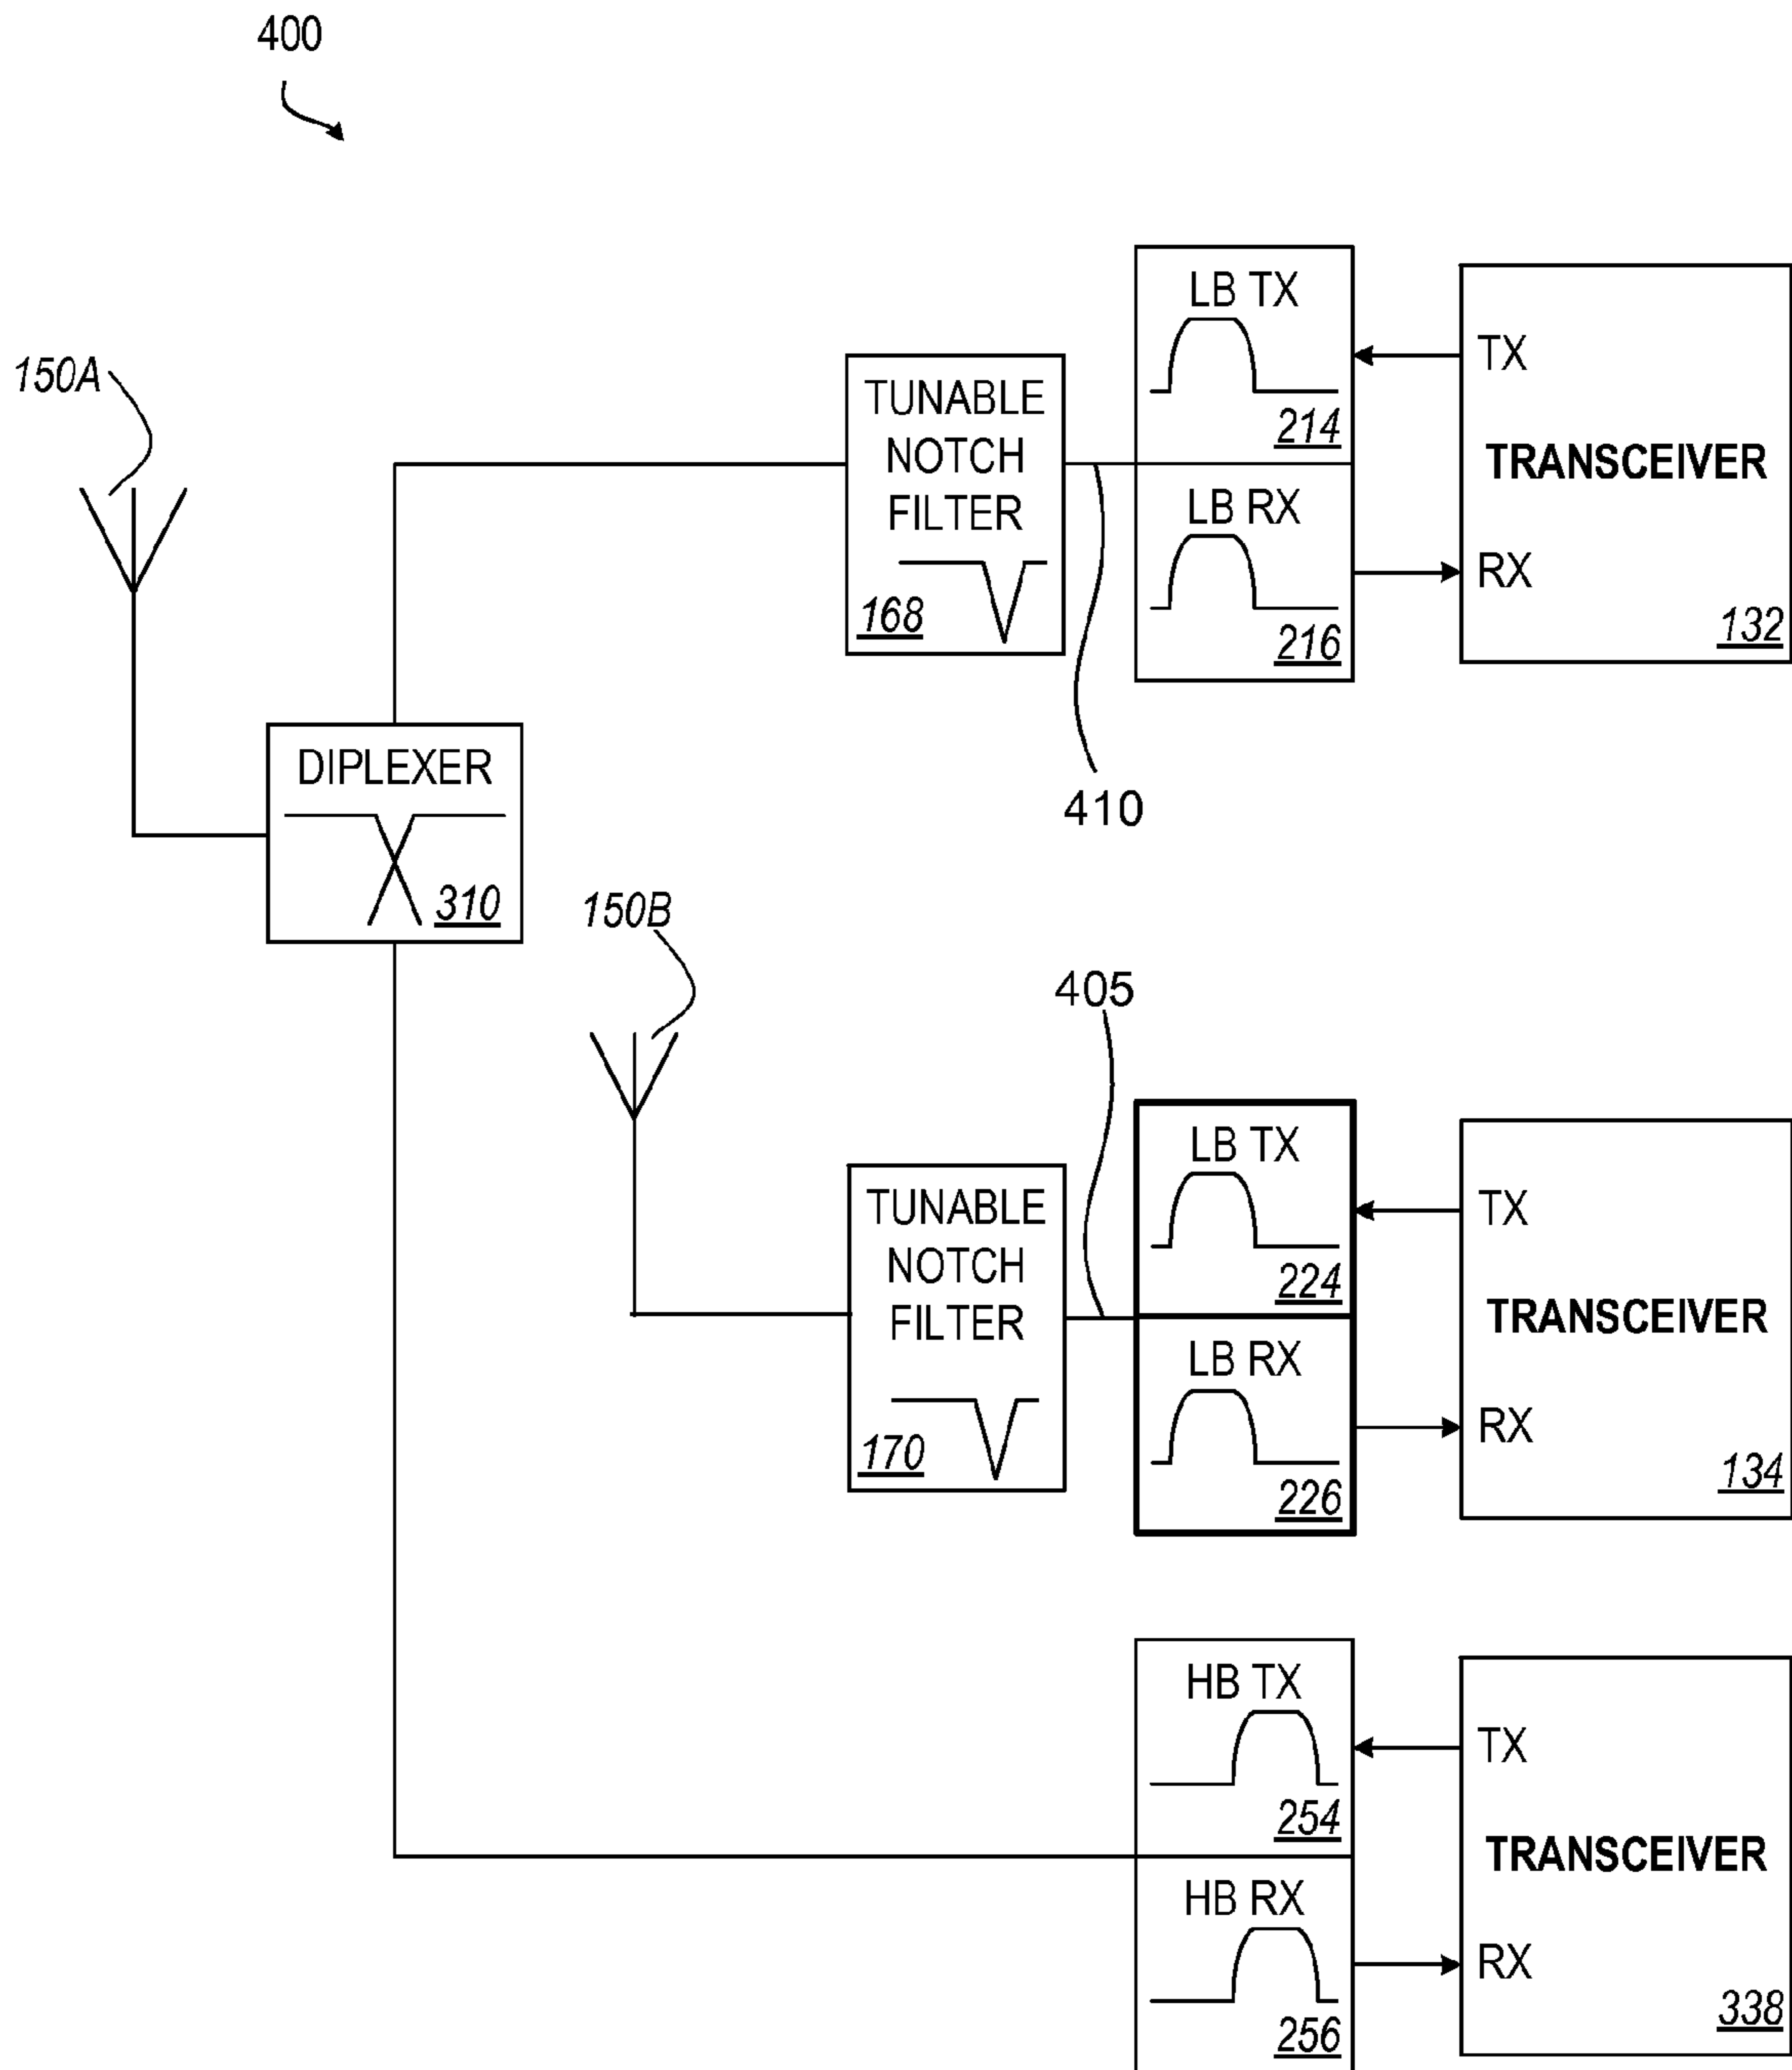 400
150A
LB TX
214
LB RX
216
TX
TRANSCEIVER
RX
132
TUNABLE
NOTCH
FILTER
168
410
DIPLEXER
310
150B
405
TUNABLE
NOTCH
FILTER
170
LB TX
224
LB RX
226
TX
TRANSCEIVER
RX
134
HB TX
254
HB RX
256
TX
TRANSCEIVER
RX
338